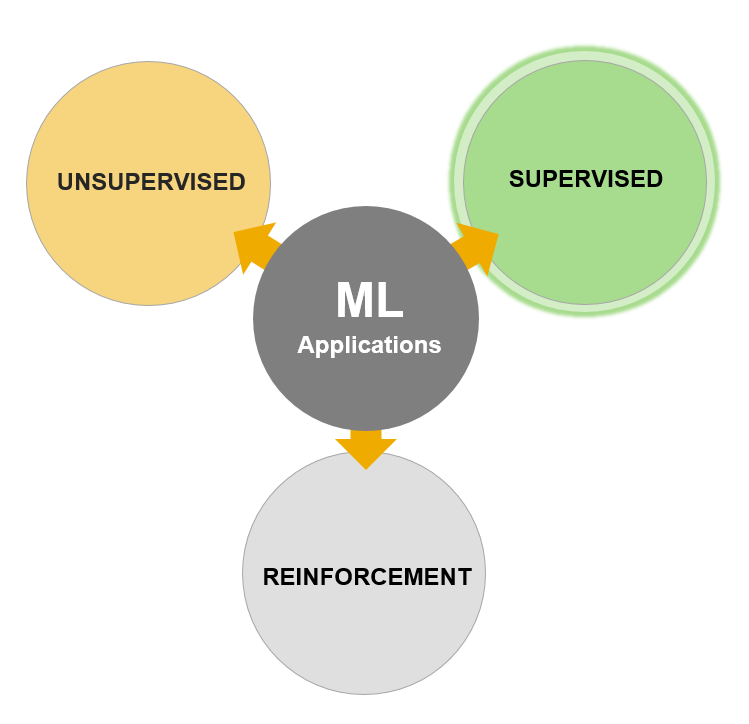 UNSUPERVISED
SUPERVISED
ML
Applications
REINFORCEMENT